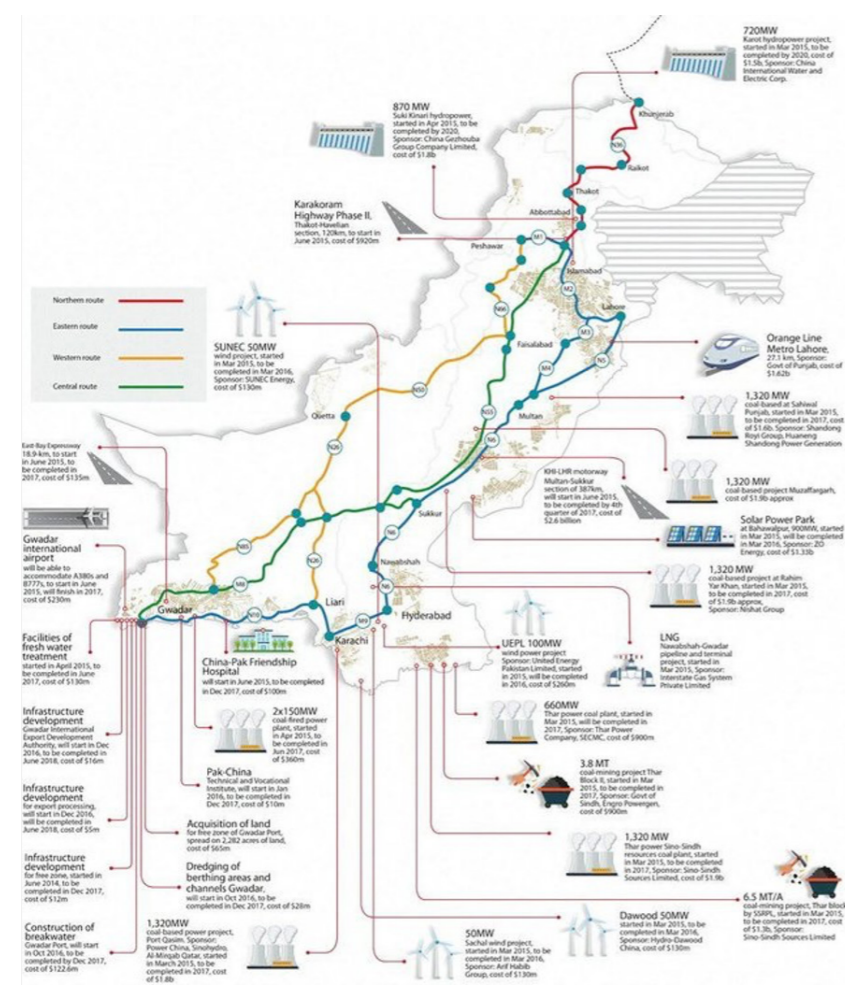 720MW
Karot hydropower project,
started in Mar 2015, to be
completed by 2020, cost of
$1.5b, Sponsor: China
International Water and
Electric Corp.
870 MW
Suki Kinari hydropower,
started in Apr 2015, to be
completed by 2020,
Sponsor: China Gezhouba
Group Company Limited,
cost of $1.8b
Khunjerab
N35
Raikot
Thakot
Abbottabad
Karakoram
Highway Phase II,
Thakot-Havelian
section, 120km, to start in
June 2015, cost of $920m
Peshawar
M1
Islamabad
M2
Lahore
Northern route
Eastern route
Western route
Central route
SUNEC 50MW
wind project, started
in Mar 2015, to be
completed in Mar 2016,
Sponsor: SUNEC Energy,
cost of $130m
N55
Faisalabad
M3
M4
N5
Orange Line
Metro Lahore,
27.1 km, Sponsor:
Govt of Punjab, cost of
$1.62b
N50
Quetta
Multan
N55
N5
N25
1,320 MW
coal-based at Sahiwal
Punjab, started in Mar 2015,
to be completed in 2017, cost
of $1.6b. Sponsor: Shandong
Royi Group, Huaneng
Shandong Power Generation
East-Bay Expressway
18.9-km, to start
in June 2015, to
be completed in
2017, cost of $135m
KHI-LHR motorway
Multan-Sukkur
section of 387km,
will start in June 2015,
to be completed by 4th
quarter of 2017, cost of
$2.6 billion
1,320 MW
coal-based project Muzaffargarh,
cost of $1.9b approx
Solar Power Park
at Bahawalpur, 900MW, started
in Mar 2015, will be completed
in Mar 2016, Sponsor: ZO
Energy, cost of $1.33b
Sukkur
Gwadar
international
airport
will be able to
accommodate A380s and
B777s, to start in June
2015, will finish in 2017,
cost of $230m
N85
M8
N25
Nawabshah
1,320 MW
coal-based project at Rahim
Yar Khan, started in Mar 2015,
to be completed in 2017, cost
of $1.9b approx,
Sponsor: Nishat Group
Gwadar
N10
Liari
M9
Karachi
Hyderabad
Facilities of
fresh water
treatment
started in April 2015, to
be completed in June
2017, cost of $130m
China-Pak Friendship
Hospital
will start in June 2015, to be completed
in Dec 2017, cost of $100m
UEPL 100MW
wind power project
Sponsor: United Energy
Pakistan Limited, started
in 2015, will be completed
in 2016, cost of $260m
LNG
Nawabshah-Gwadar
pipeline and terminal
project, started in
Mar 2015, Sponsor:
Interstate Gas System
Private Limited
Infrastructure
development
Gwadar International
Export Development
Authority, will start in Dec
2016, to be completed in
June 2018, cost of $16m
2x150MW
coal-fired power
plant, started
in Apr 2015, to
be completed in
Jun 2017, cost
of $360m
660MW
Thar power coal plant, started in
Mar 2015, will be completed in
2017, Sponsor: Thar Power
Company, SECMC, cost of $900m
Pak-China
Technical and Vocational
Institute, will start in Jan
2016, to be completed in
Dec 2017, cost of $10m
3.8 MT
coal-mining project Thar
Block II, started in Mar
2015, to be completed in
2017, Sponsor: Govt of
Sindh, Engro Powergen,
cost of $900m
Infrastructure
development
for export processing,
will start in Dec 2016,
will be completed in
June 2018, cost of $5m
Acquisition of land
for free zone of Gwadar Port,
spread on 2,282 acres of land,
cost of $65m
1,320 MW
Thar power Sino-Sindh
resources coal plant, started
in Mar 2015, to be completed
in 2017, Sponsor: Sino-Sindh
Sources Limited, cost of $1.9b
Infrastructure
development
for free zone, started in
June 2014, to be
completed in Dec 2017,
cost of $12m
Dredging of
berthing areas and
channels Gwadar,
will start in Oct 2016, to be
completed in Dec 2017, cost of $28m
6.5 MT/A
coal-mining project, Thar block
by SSRPL, started in Mar 2015,
to be completed in 2017, cost
of $1.3b, Sponsor:
Sino-Sindh Sources Limited
Construction of
breakwater
Gwadar Port, will start
in Oct 2016, to be
completed by Dec 2017,
cost of $122.6m
1,320MW
coal-based power project,
Port Qasim. Sponsor:
Power China, Sinohydro,
Al-Mirqab Qatar, started
in March 2015, to be
completed in 2017, cost
of $1.8b
50MW
Sachal wind project,
started in Mar 2015, to be
completed in Mar 2016,
Sponsor: Arif Habib
Group, cost of $130m
Dawood 50MW
started in Mar 2015, to be
completed in Mar 2016,
Sponsor: Hydro-Dawood
China, cost of $130m